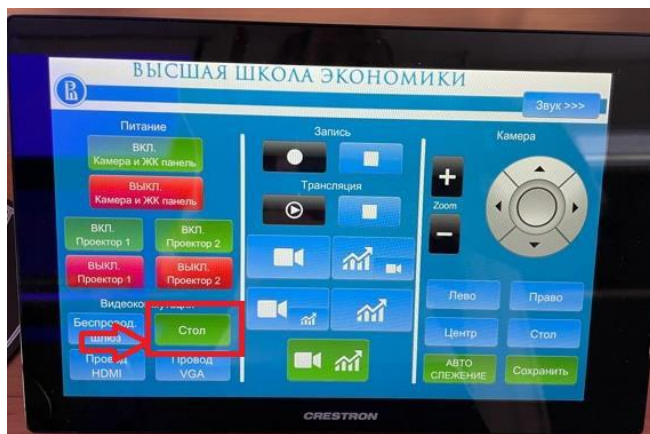 ВЫСШАЯ ШКОЛА ЭКОНОМИКИ
Звук >>>
Питание
ВКЛ.
Камера и ЖК панель
ВЫКЛ.
Камера и ЖК панель
ВКЛ.
Проектор 1
ВКЛ.
Проектор 2
ВЫКЛ.
Проектор 1
ВЫКЛ.
Проектор 2
Видеокоммутация
Беспровод.
шлюз
Стол
Провод
HDMI
Провод
VGA
Запись
Трансляция
Камера
Zoom
Лево
Право
Центр
Стол
АВТО
СЛЕЖЕНИЕ
Сохранить
CRESTRON